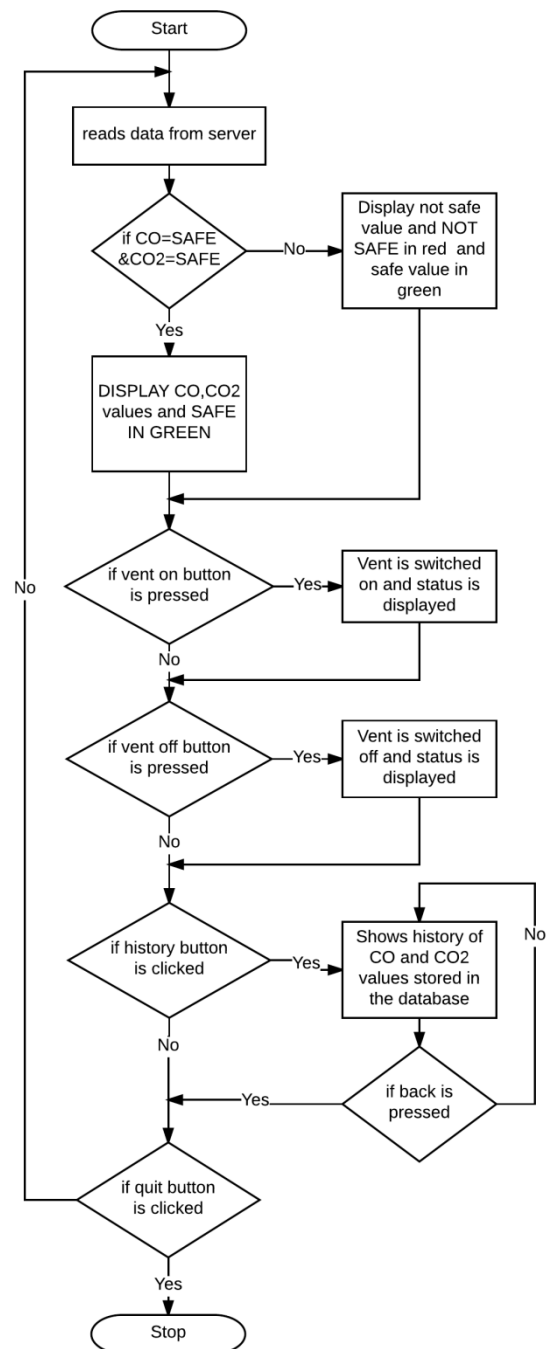 Start
reads data from server
if CO=SAFE
&CO2=SAFE
No
Display not safe
value and NOT
SAFE in red and
safe value in
green
Yes
DISPLAY CO,CO2
values and SAFE
IN GREEN
if vent on button
is pressed
Yes
Vent is switched
on and status is
displayed
No
No
if vent off button
is pressed
Yes
Vent is switched
off and status is
displayed
No
if history button
is clicked
Yes
Shows history of
CO and CO2
values stored in
the database
No
No
if back is
pressed
Yes
if quit button
is clicked
Yes
Stop